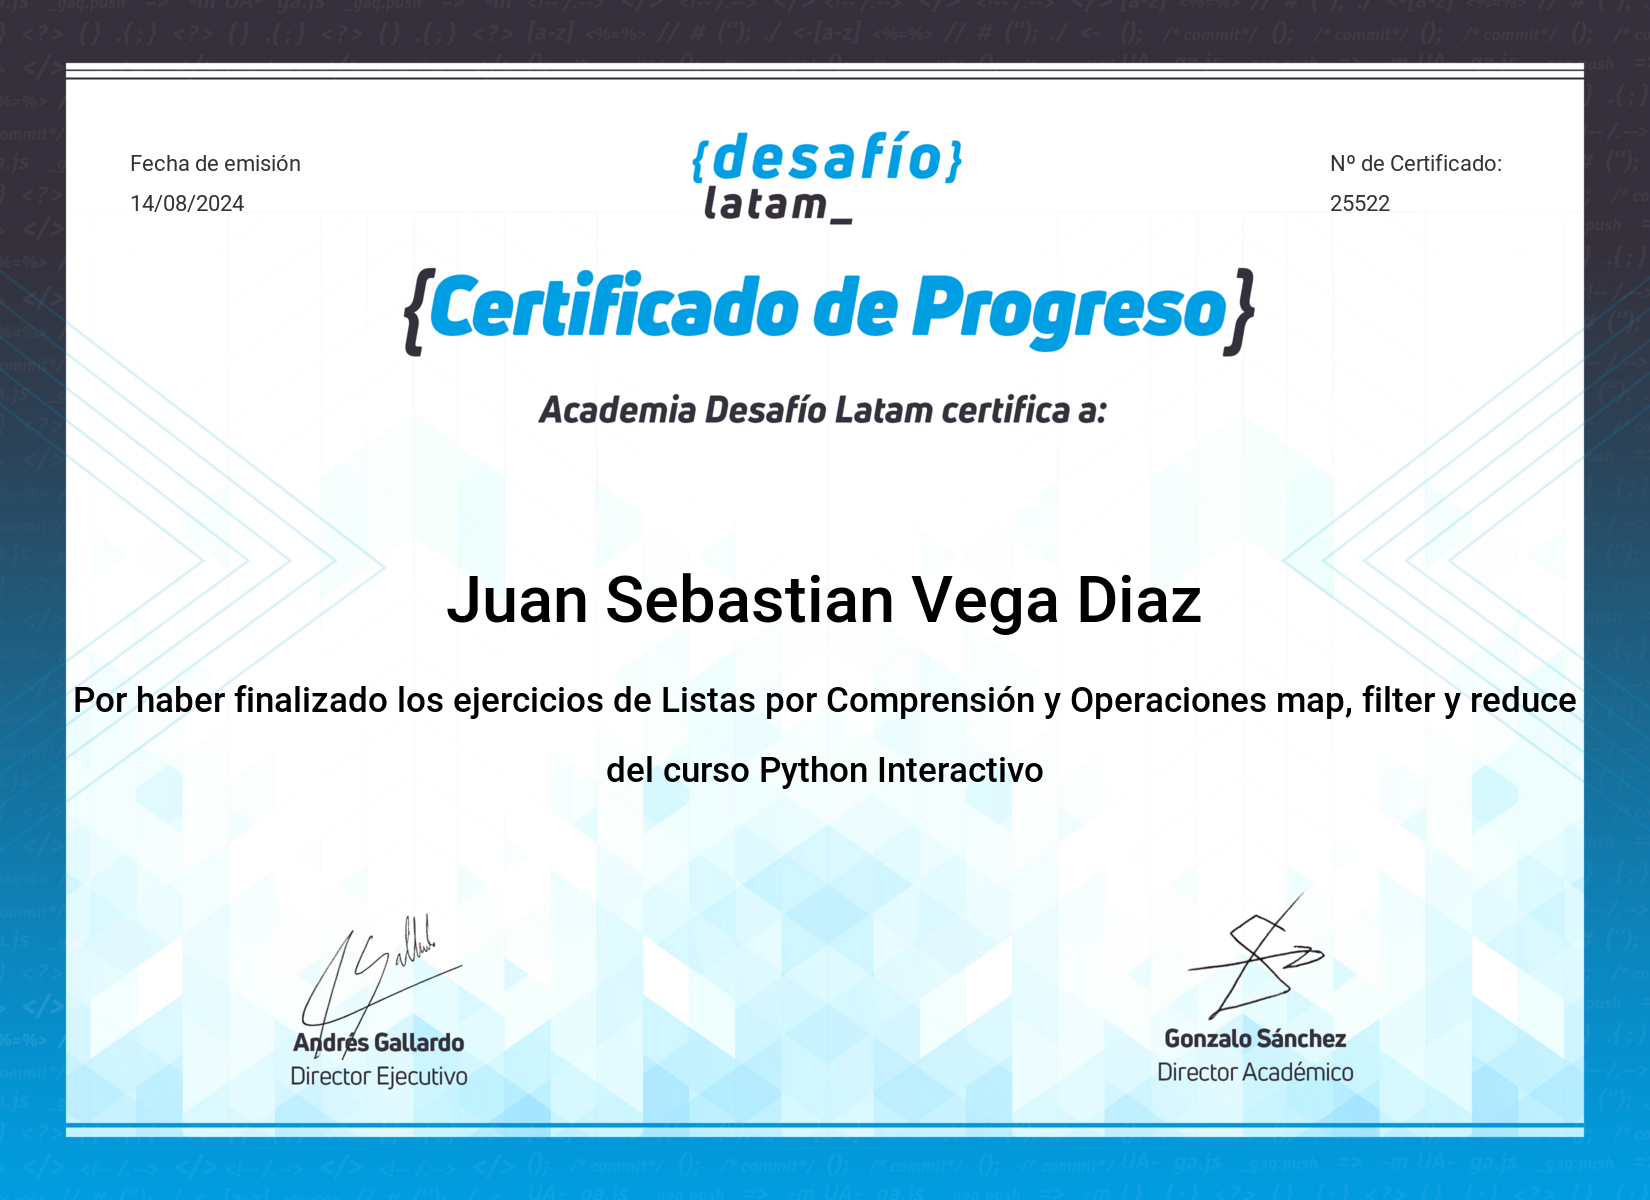 Fecha de emisión
14/08/2024
{desafío}
latam_
Nº de Certificado:
25522
{Certificado de Progreso}
Academia Desafío Latam certifica a:
Juan Sebastian Vega Diaz
Por haber finalizado los ejercicios de Listas por Comprensión y Operaciones map, filter y reduce
del curso Python Interactivo
Andrés Gallardo
Director Ejecutivo
Gonzalo Sánchez
Director Académico